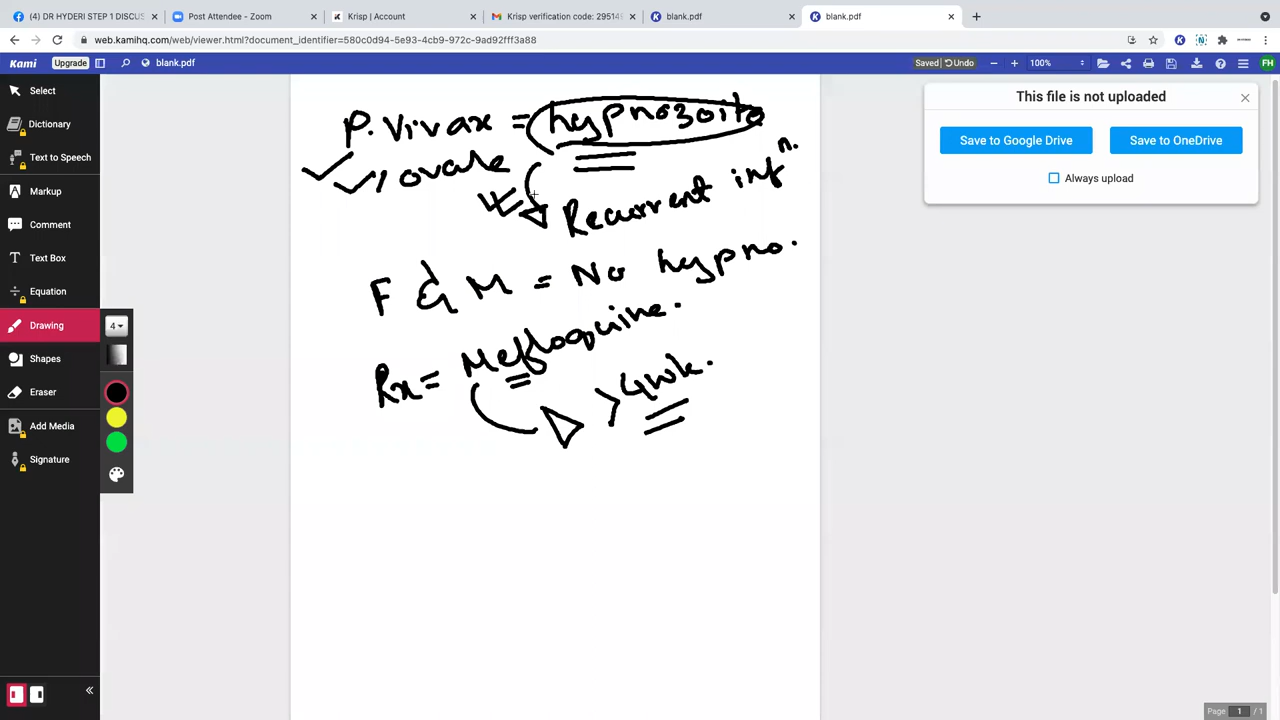 (4) DR HYDERI STEP 1 DISCUS
Post Attendee - Zoom
Krisp | Account
Krisp verification code: 295149
blank.pdf
blank.pdf
web.kamihq.com/web/viewer.html?document_identifier=580c0d94-5e93-4cb9-972c-9ad92fff3a88
Kami Upgrade blank.pdf Saved Undo 100% FH
Select
Dictionary
Text to Speech
Markup
Comment
Text Box
Equation
Drawing
Shapes
Eraser
Add Media
Signature
4
This file is not uploaded
Save to Google Drive Save to OneDrive
Always upload
P. Vivax = hypnozoite
, ovale
Recurrent infn.
F & M = No hypno.
Rx = Mefloquine.
> 4wk.
Page 1 / 1